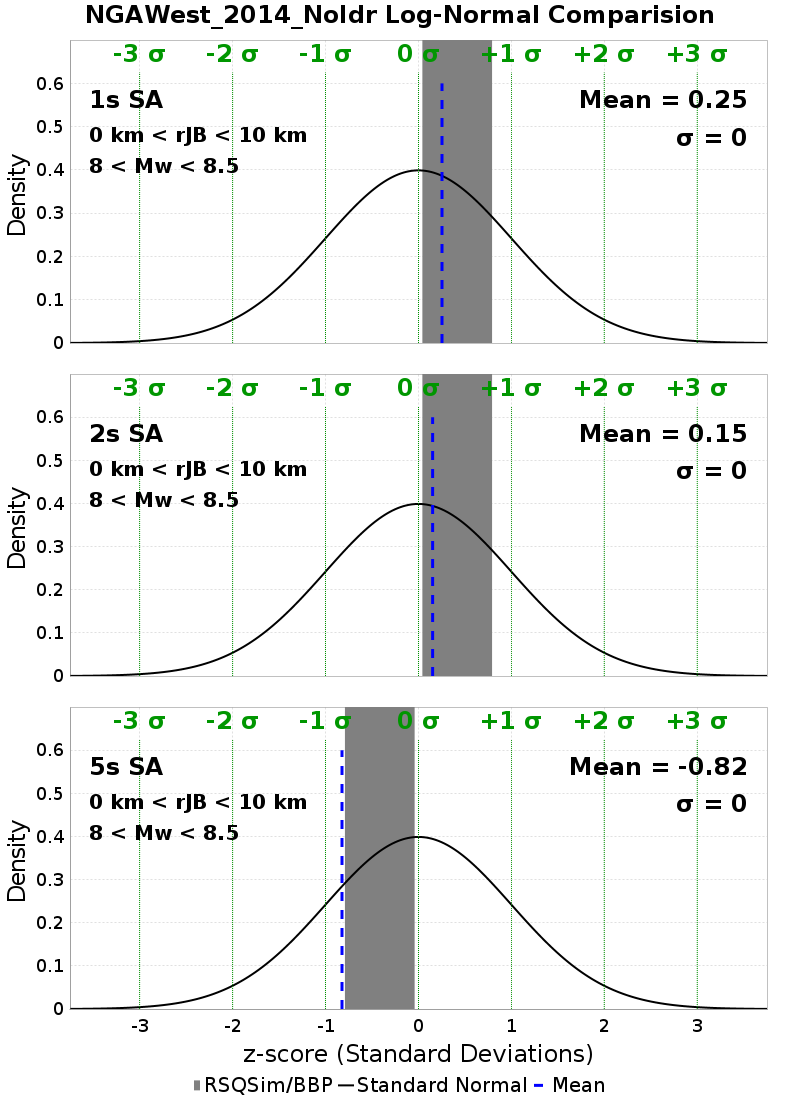 NGAWest_2014_NoIdr Log-Normal Comparision
-3 σ -2 σ -1 σ 0 σ +1 σ +2 σ +3 σ
0.6
1s SA Mean = 0.25
0.5
0 km < rJB < 10 km σ = 0
8 < Mw < 8.5
0.4
0.3
0.2
0.1
0
Density
-3 σ -2 σ -1 σ 0 σ +1 σ +2 σ +3 σ
0.6
2s SA Mean = 0.15
0.5
0 km < rJB < 10 km σ = 0
8 < Mw < 8.5
0.4
0.3
0.2
0.1
0
Density
-3 σ -2 σ -1 σ 0 σ +1 σ +2 σ +3 σ
0.6
5s SA Mean = -0.82
0.5
0 km < rJB < 10 km σ = 0
8 < Mw < 8.5
0.4
0.3
0.2
0.1
0
Density
-3 -2 -1 0 1 2 3
z-score (Standard Deviations)
RSQSim/BBP Standard Normal Mean